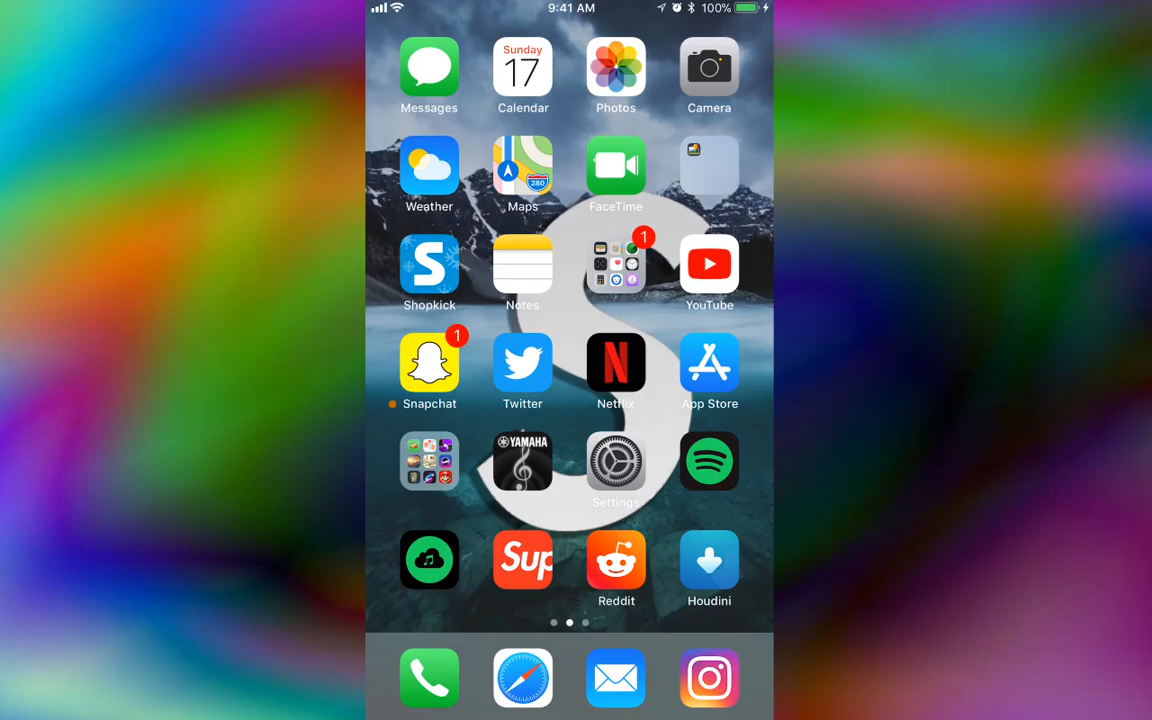 9:41 AM
100%
Sunday
17
Messages
Calendar
Photos
Camera
280
Weather
Maps
FaceTime
1
S
Shopkick
Notes
YouTube
1
N
Snapchat
Twitter
Netflix
App Store
YAMAHA
Settings
Sup
Reddit
Houdini
S